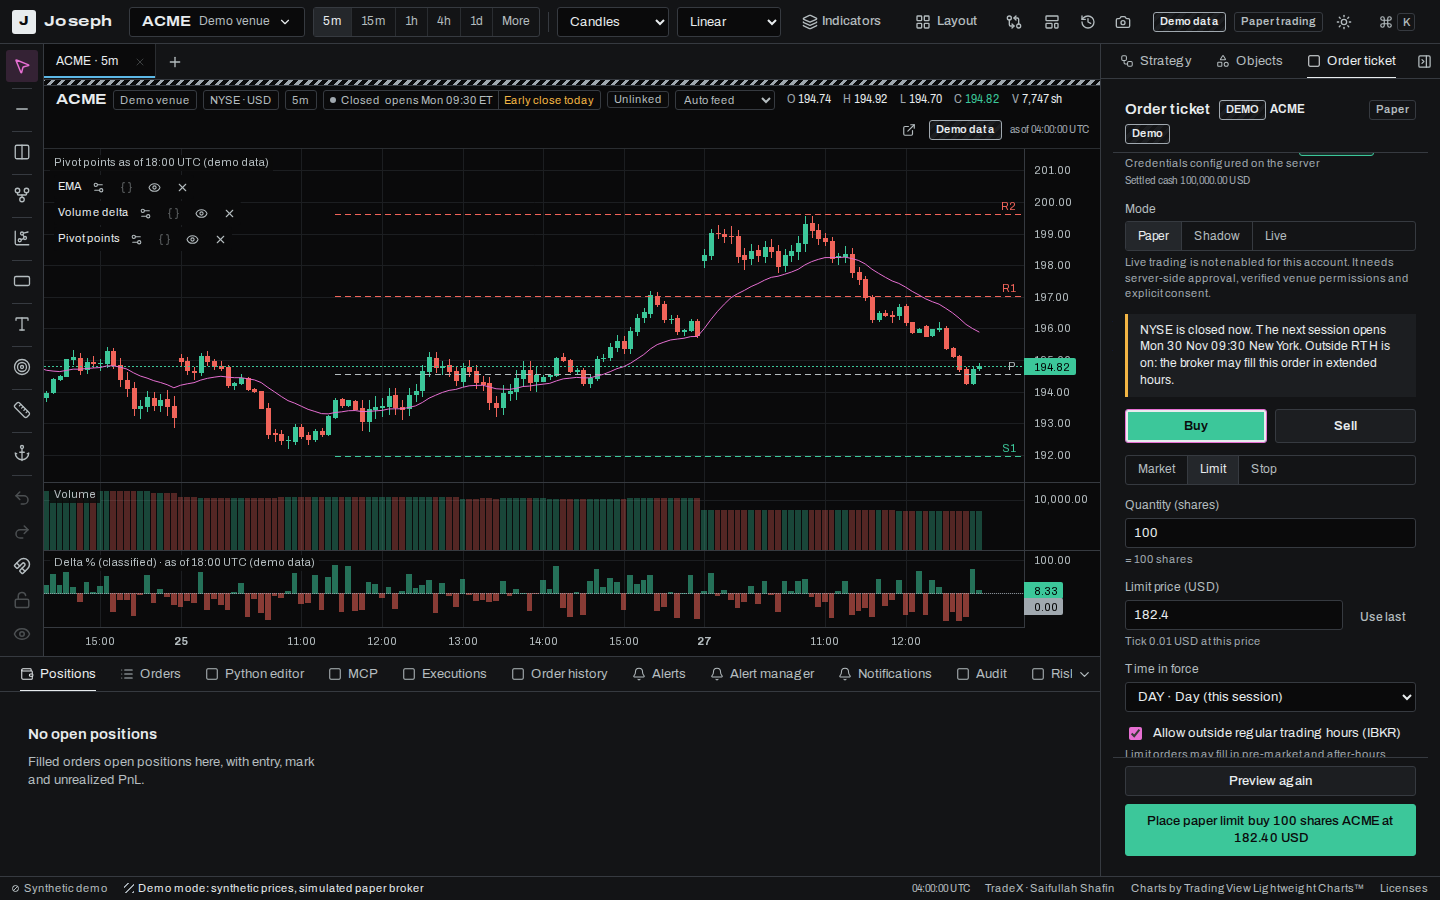 J Joseph ACME Demo venue 5m 15m 1h 4h 1d More Candles Linear Indicators Layout Demo data Paper trading ⌘ K
ACME · 5m
Strategy Objects Order ticket
ACME Demo venue NYSE·USD 5m Closed opens Mon 09:30 ET Early close today Unlinked Auto feed O 194.74 H 194.92 L 194.70 C 194.82 V 7,747 sh
Demo data as of 04:00:00 UTC
Pivot points as of 18:00 UTC (demo data)
EMA
Volume delta
Pivot points
R2
R1
P
S1
201.00
200.00
199.00
198.00
197.00
196.00
194.82
194.00
193.00
192.00
Volume
10,000.00
Delta % (classified) · as of 18:00 UTC (demo data)
100.00
8.33
0.00
15:00 25 11:00 12:00 13:00 14:00 15:00 27 11:00 12:00
Positions Orders Python editor MCP Executions Order history Alerts Alert manager Notifications Audit
No open positions
Filled orders open positions here, with entry, mark
and unrealized PnL.
Order ticket DEMO ACME Paper
Demo
Credentials configured on the server
Settled cash 100,000.00 USD
Mode
Paper Shadow Live
Live trading is not enabled for this account. It needs
server-side approval, verified venue permissions and
explicit consent.
NYSE is closed now. The next session opens
Mon 30 Nov 09:30 New York. Outside RTH is
on: the broker may fill this order in extended
hours.
Buy Sell
Market Limit Stop
Quantity (shares)
100
= 100 shares
Limit price (USD)
182.4 Use last
Tick 0.01 USD at this price
Time in force
DAY · Day (this session)
Allow outside regular trading hours (IBKR)
Limit orders may fill in pre-market and after-hours
Preview again
Place paper limit buy 100 shares ACME at
182.40 USD
Synthetic demo Demo mode: synthetic prices, simulated paper broker 04:00:00 UTC TradeX · Saifullah Shafin Charts by TradingView Lightweight Charts™ Licenses